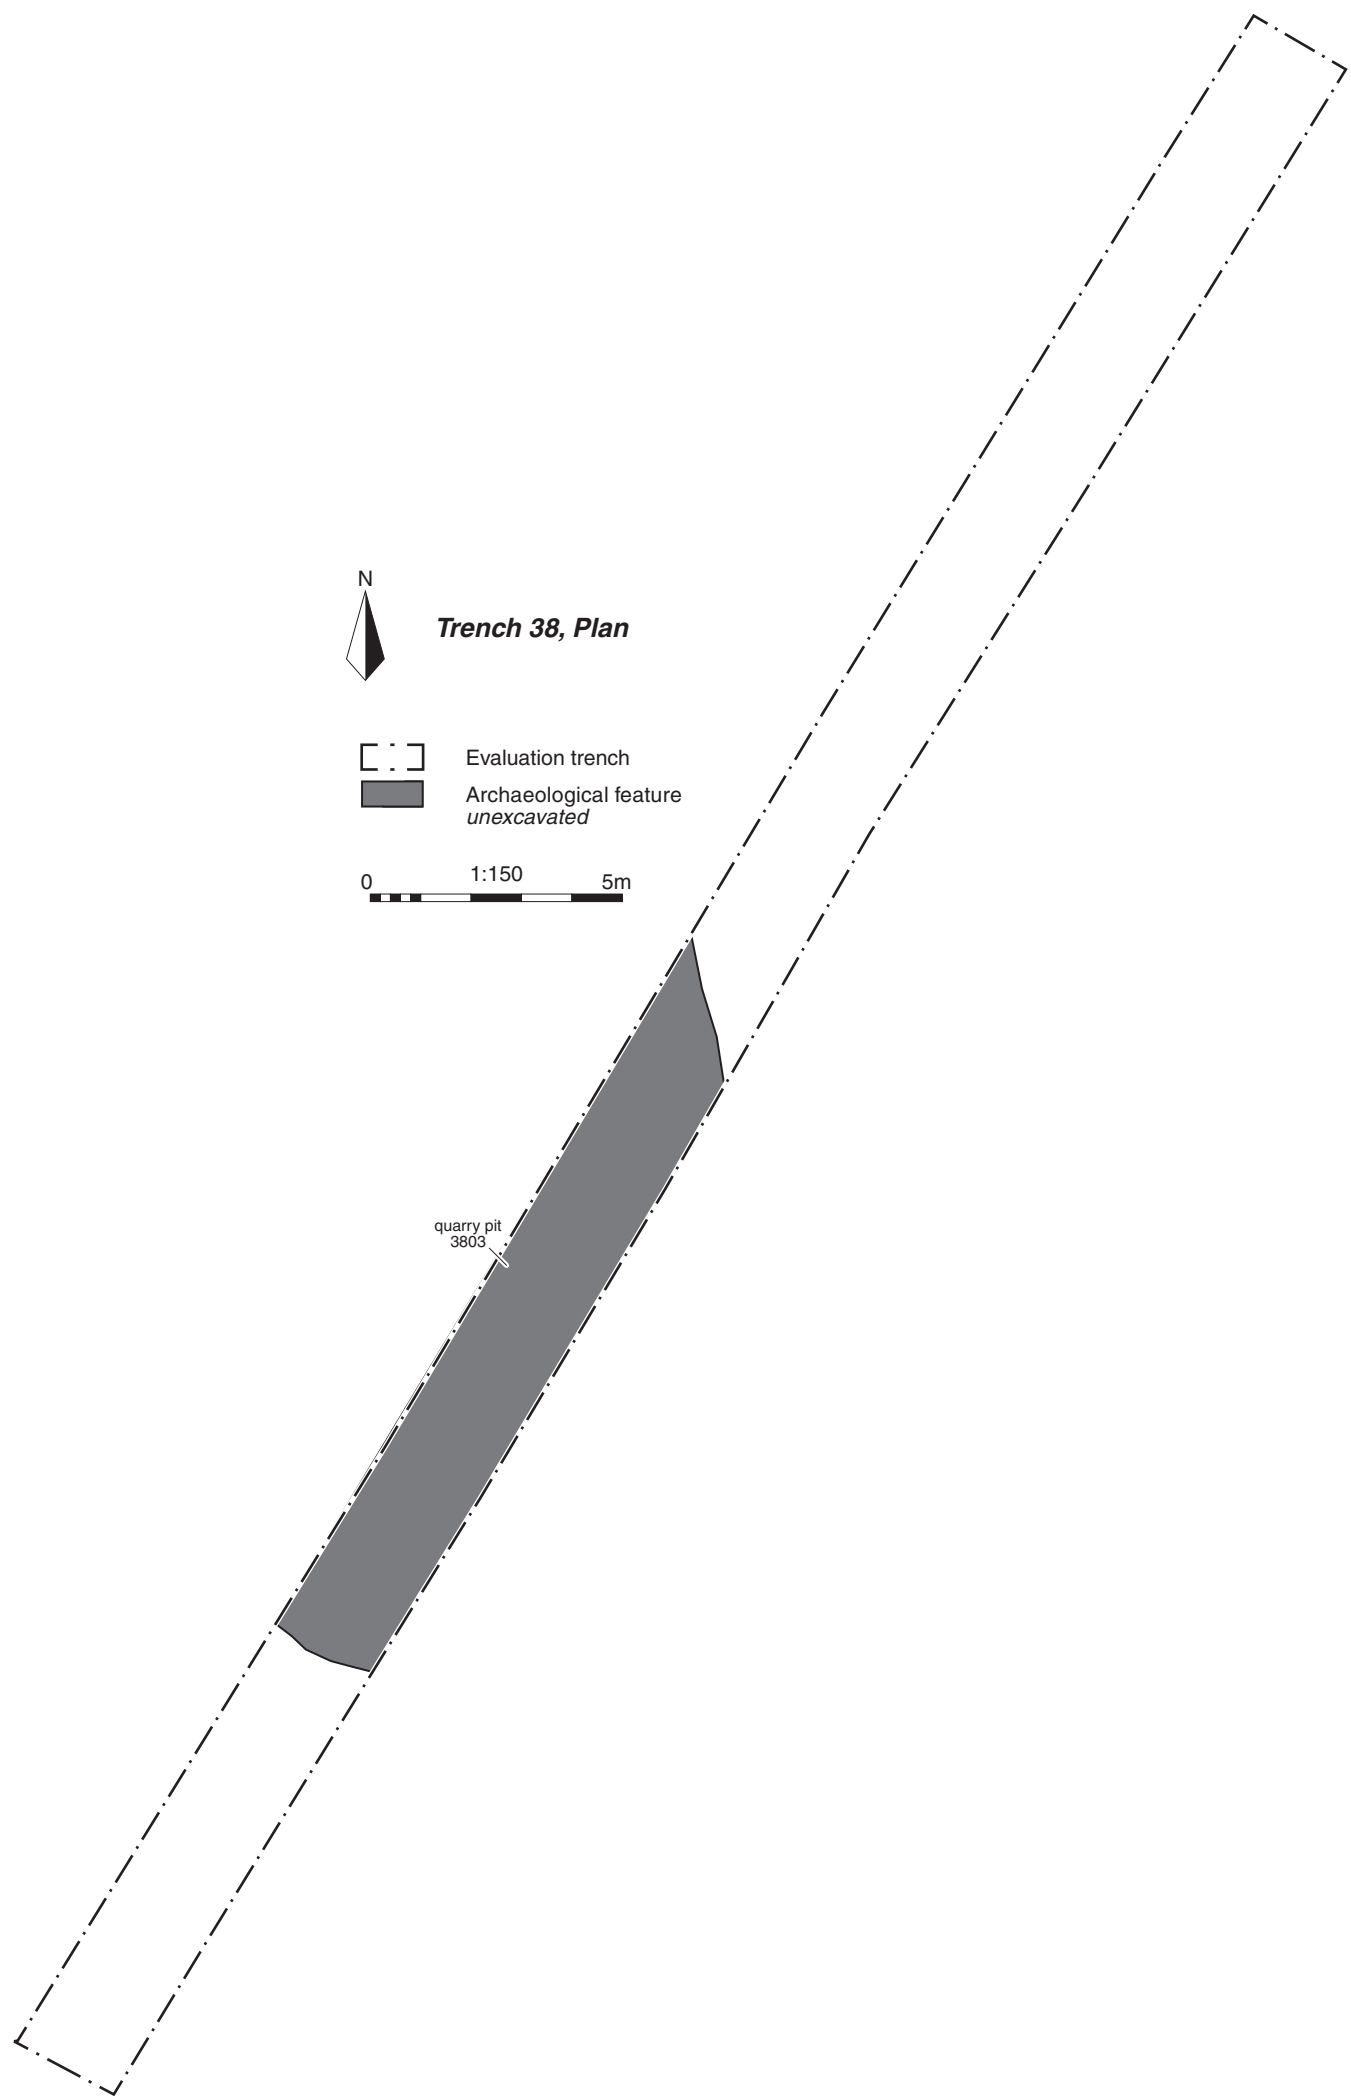 N
Trench 38, Plan
Evaluation trench
Archaeological feature
unexcavated
0 1:150 5m
quarry pit
3803